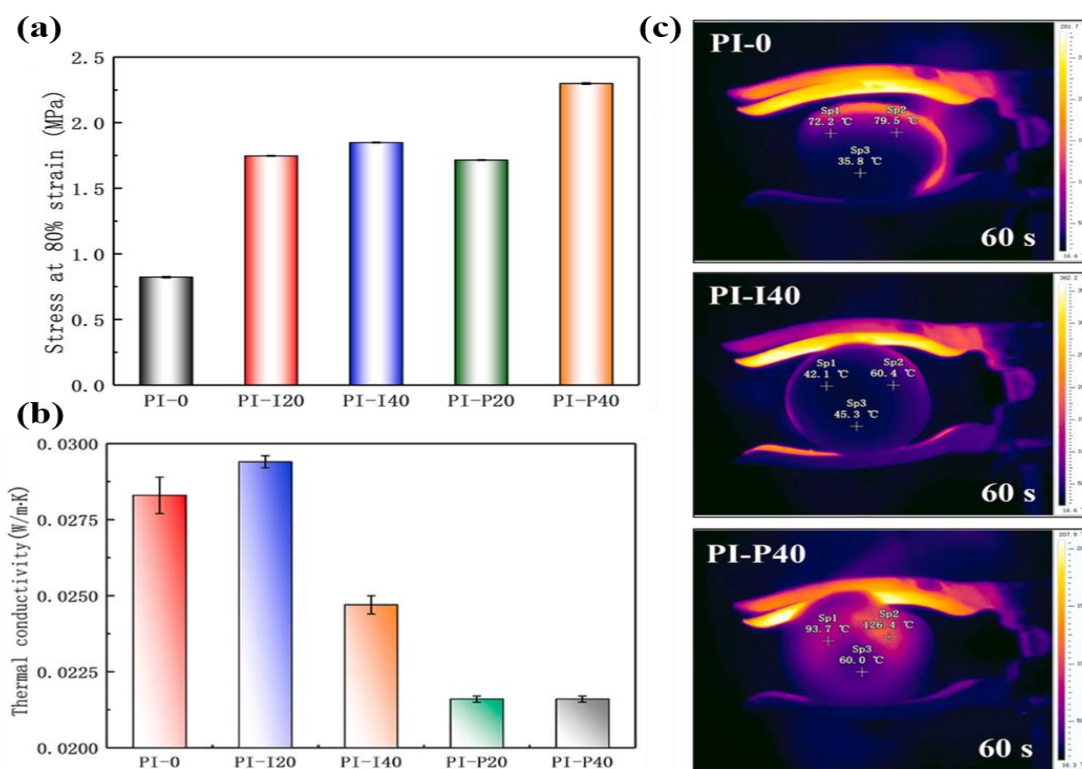 (a)
2.5
2.0
1.5
1.0
0.5
0.0
Stress at 80% strain (MPa)
PI-0 PI-I20 PI-I40 PI-P20 PI-P40
(b)
0.0300
0.0275
0.0250
0.0225
0.0200
Thermal conductivity(W/m·K)
PI-0 PI-I20 PI-I40 PI-P20 PI-P40
(c)
PI-0
Sp1 Sp2
72.2 ℃ 79.5 ℃
Sp3
35.8 ℃
60 s
PI-I40
Sp1 Sp2
42.1 ℃ 60.4 ℃
Sp3
45.3 ℃
60 s
PI-P40
Sp1 Sp2
93.7 ℃ 126.4 ℃
Sp3
60.0 ℃
60 s